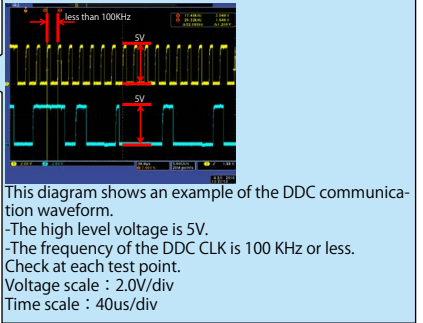 less than 100KHz
5V
5V
This diagram shows an example of the DDC communica-
tion waveform.
-The high level voltage is 5V.
-The frequency of the DDC CLK is 100 KHz or less.
Check at each test point.
Voltage scale：2.0V/div
Time scale：40us/div